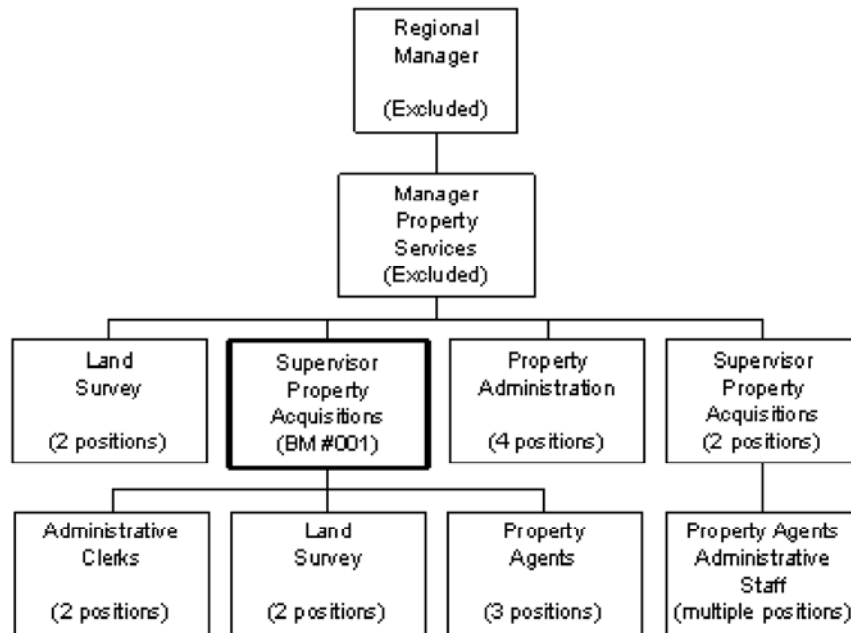 Regional
Manager
(Excluded)
Manager
Property
Services
(Excluded)
Land
Survey
(2 positions)
Supervisor
Property
Acquisitions
(BM #001)
Property
Administration
(4 positions)
Supervisor
Property
Acquisitions
(2 positions)
Administrative
Clerks
(2 positions)
Land
Survey
(2 positions)
Property
Agents
(3 positions)
Property Agents
Administrative
Staff
(multiple positions)